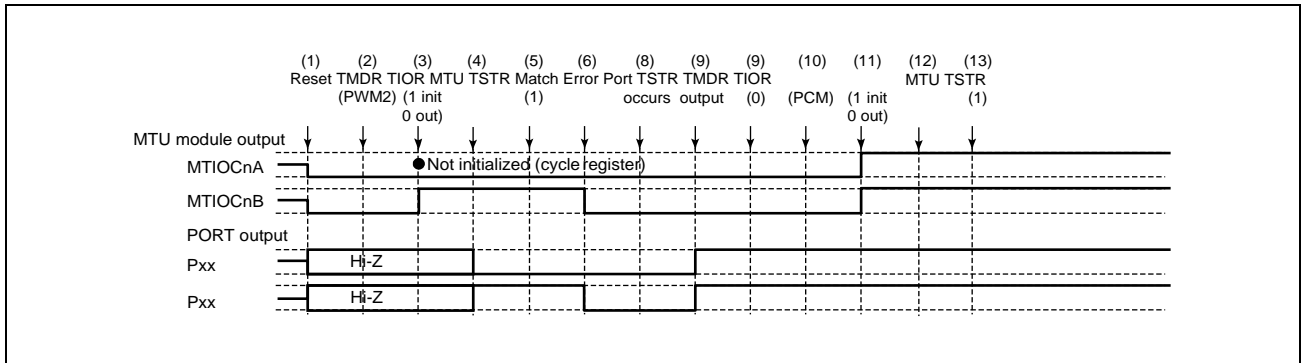 (1) (2) (3) (4) (5) (6) (8) (9) (9) (10) (11) (12) (13)
Reset TMDR TIOR MTU TSTR Match Error Port TSTR TMDR TIOR MTU TSTR
(PWM2) (1 init (1) occurs output (0) (PCM) (1 init (1)
0 out) 0 out)
MTU module output
MTIOCnA
Not initialized (cycle register)
MTIOCnB
PORT output
Pxx
Hi-Z
Pxx
Hi-Z